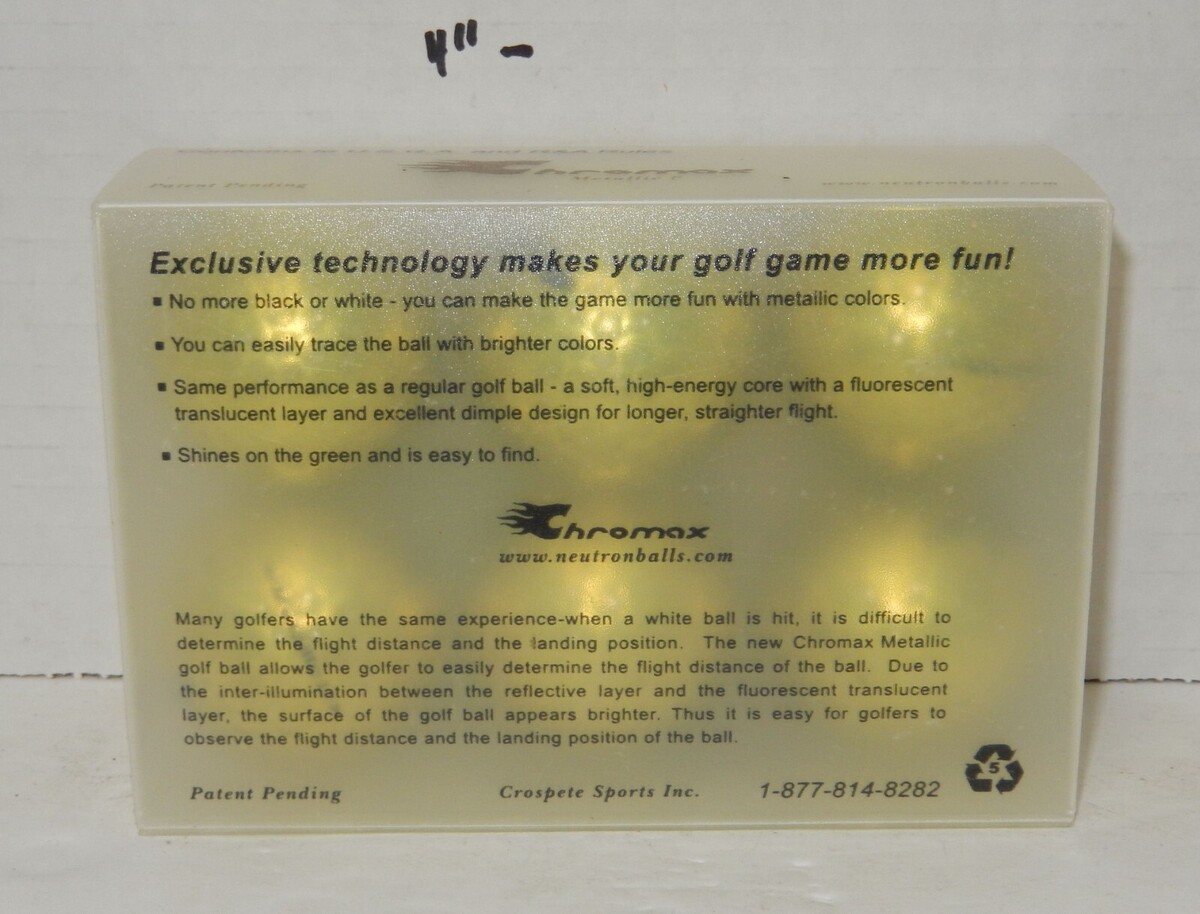 4" -
Patent Pending
Chromax
www.neutronballs.com
Exclusive technology makes your golf game more fun!
▪ No more black or white - you can make the game more fun with metailic colors.
▪ You can easily trace the ball with brighter colors.
▪ Same performance as a regular golf ball - a soft, high-energy core with a fluorescent
translucent layer and excellent dimple design for longer, straighter flight.
▪ Shines on the green and is easy to find.
Chromax
www.neutronballs.com
Many golfers have the same experience-when a white ball is hit, it is difficult to
determine the flight distance and the landing position. The new Chromax Metallic
golf ball allows the golfer to easily determine the flight distance of the ball. Due to
the inter-illumination between the reflective layer and the fluorescent translucent
layer, the surface of the golf ball appears brighter. Thus it is easy for golfers to
observe the flight distance and the landing position of the ball.
Patent Pending
Crospete Sports Inc.
1-877-814-8282
5